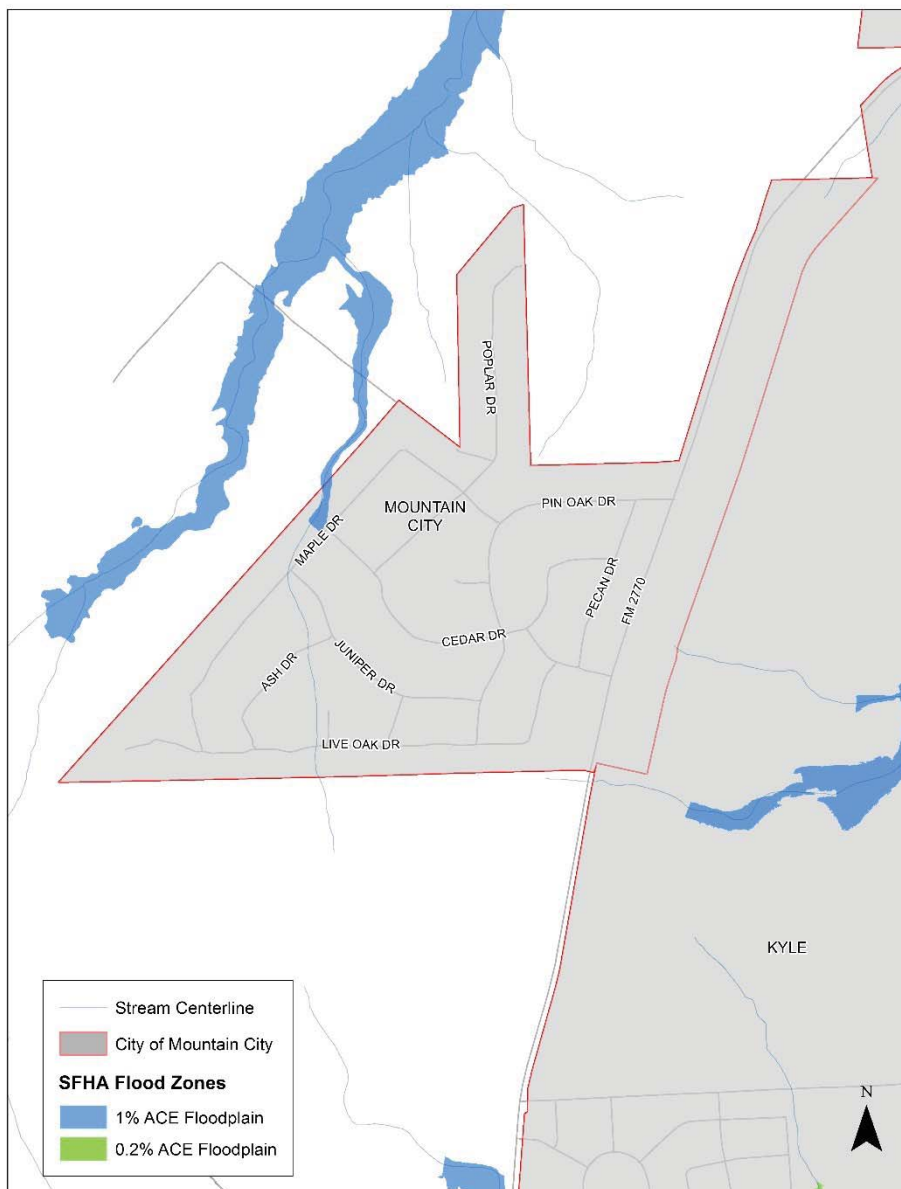 POPLAR DR
MOUNTAIN
CITY
PIN OAK DR
MAPLE DR
PECAN DR
FM 2770
CEDAR DR
ASH DR
JUNIPER DR
LIVE OAK DR
KYLE
Stream Centerline
City of Mountain City
SFHA Flood Zones
1% ACE Floodplain
0.2% ACE Floodplain
N